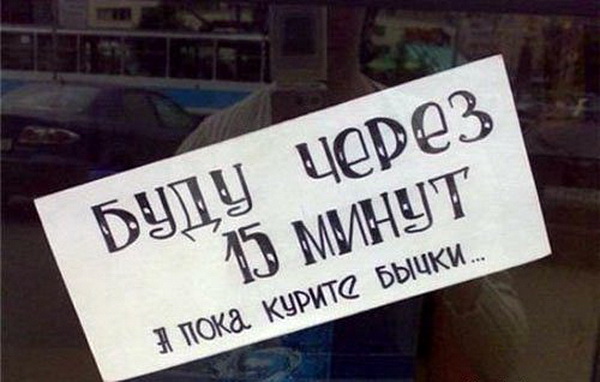 БУДУ ЧЕРЕЗ
15 МИНУТ
А ПОКА КУРИТЕ БЫЧКИ...